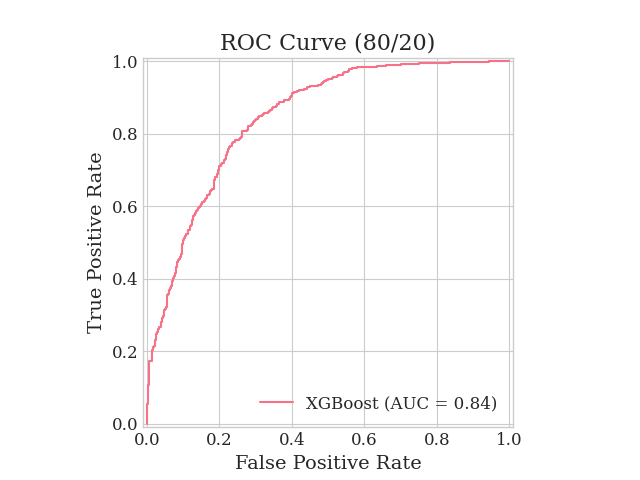 ROC Curve (80/20)
1.0
0.8
0.6
0.4
0.2
0.0
True Positive Rate
XGBoost (AUC = 0.84)
0.0 0.2 0.4 0.6 0.8 1.0
False Positive Rate